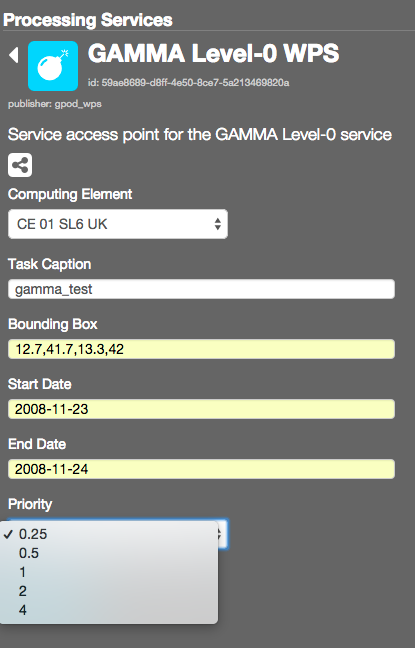 Processing Services
GAMMA Level-0 WPS
id: 59ae8689-d8ff-4e50-8ce7-5a213469820a
publisher: gpod_wps
Service access point for the GAMMA Level-0 service
Computing Element
CE 01 SL6 UK
Task Caption
gamma_test
Bounding Box
12.7,41.7,13.3,42
Start Date
2008-11-23
End Date
2008-11-24
Priority
✓ 0.25
0.5
1
2
4